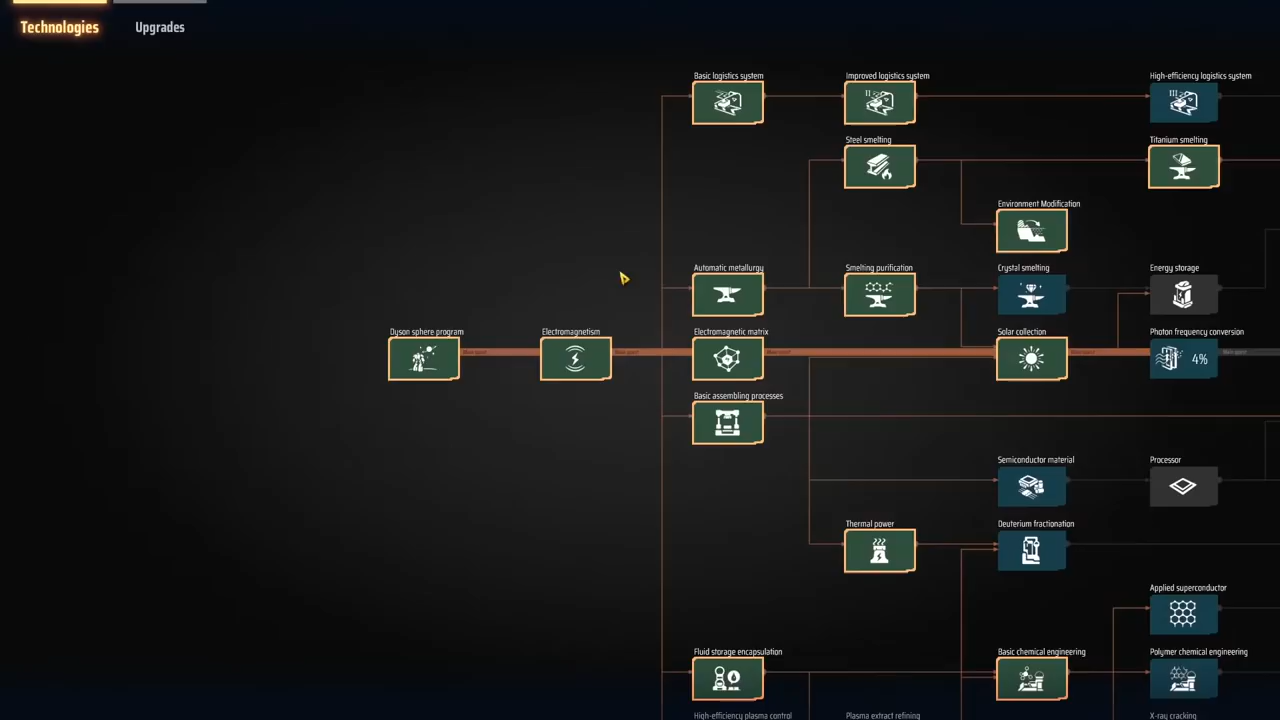 Technologies
Upgrades
Basic logistics system
Improved logistics system
High-efficiency logistics system
Steel smelting
Titanium smelting
Environment Modification
Automatic metallurgy
Smelting purification
Crystal smelting
Energy storage
Dyson sphere program
Electromagnetism
Electromagnetic matrix
Solar collection
Photon frequency conversion
4%
Basic assembling processes
Semiconductor material
Processor
Thermal power
Deuterium fractionation
Applied superconductor
Fluid storage encapsulation
Basic chemical engineering
Polymer chemical engineering
High-efficiency plasma control
Plasma extract refining
X-ray cracking